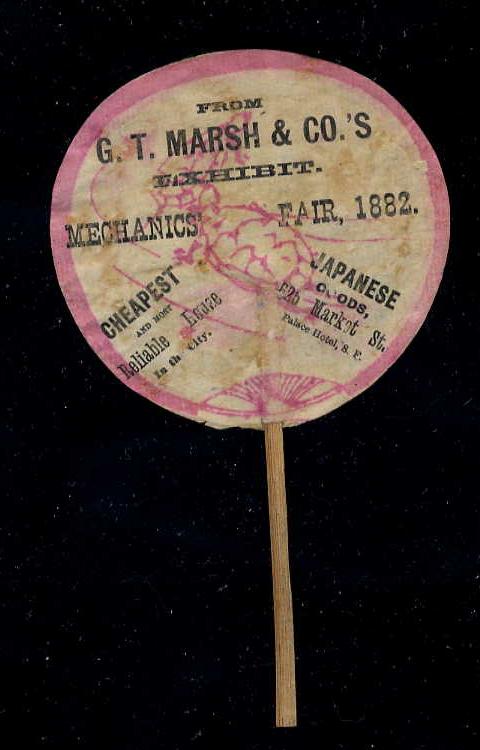 FROM
G. T. MARSH & CO.'S
EXHIBIT.
MECHANICS' FAIR, 1882.
CHEAPEST
AND MOST
Reliable House
In the City.
JAPANESE
GOODS,
625 Market St.
Palace Hotel, S. F.